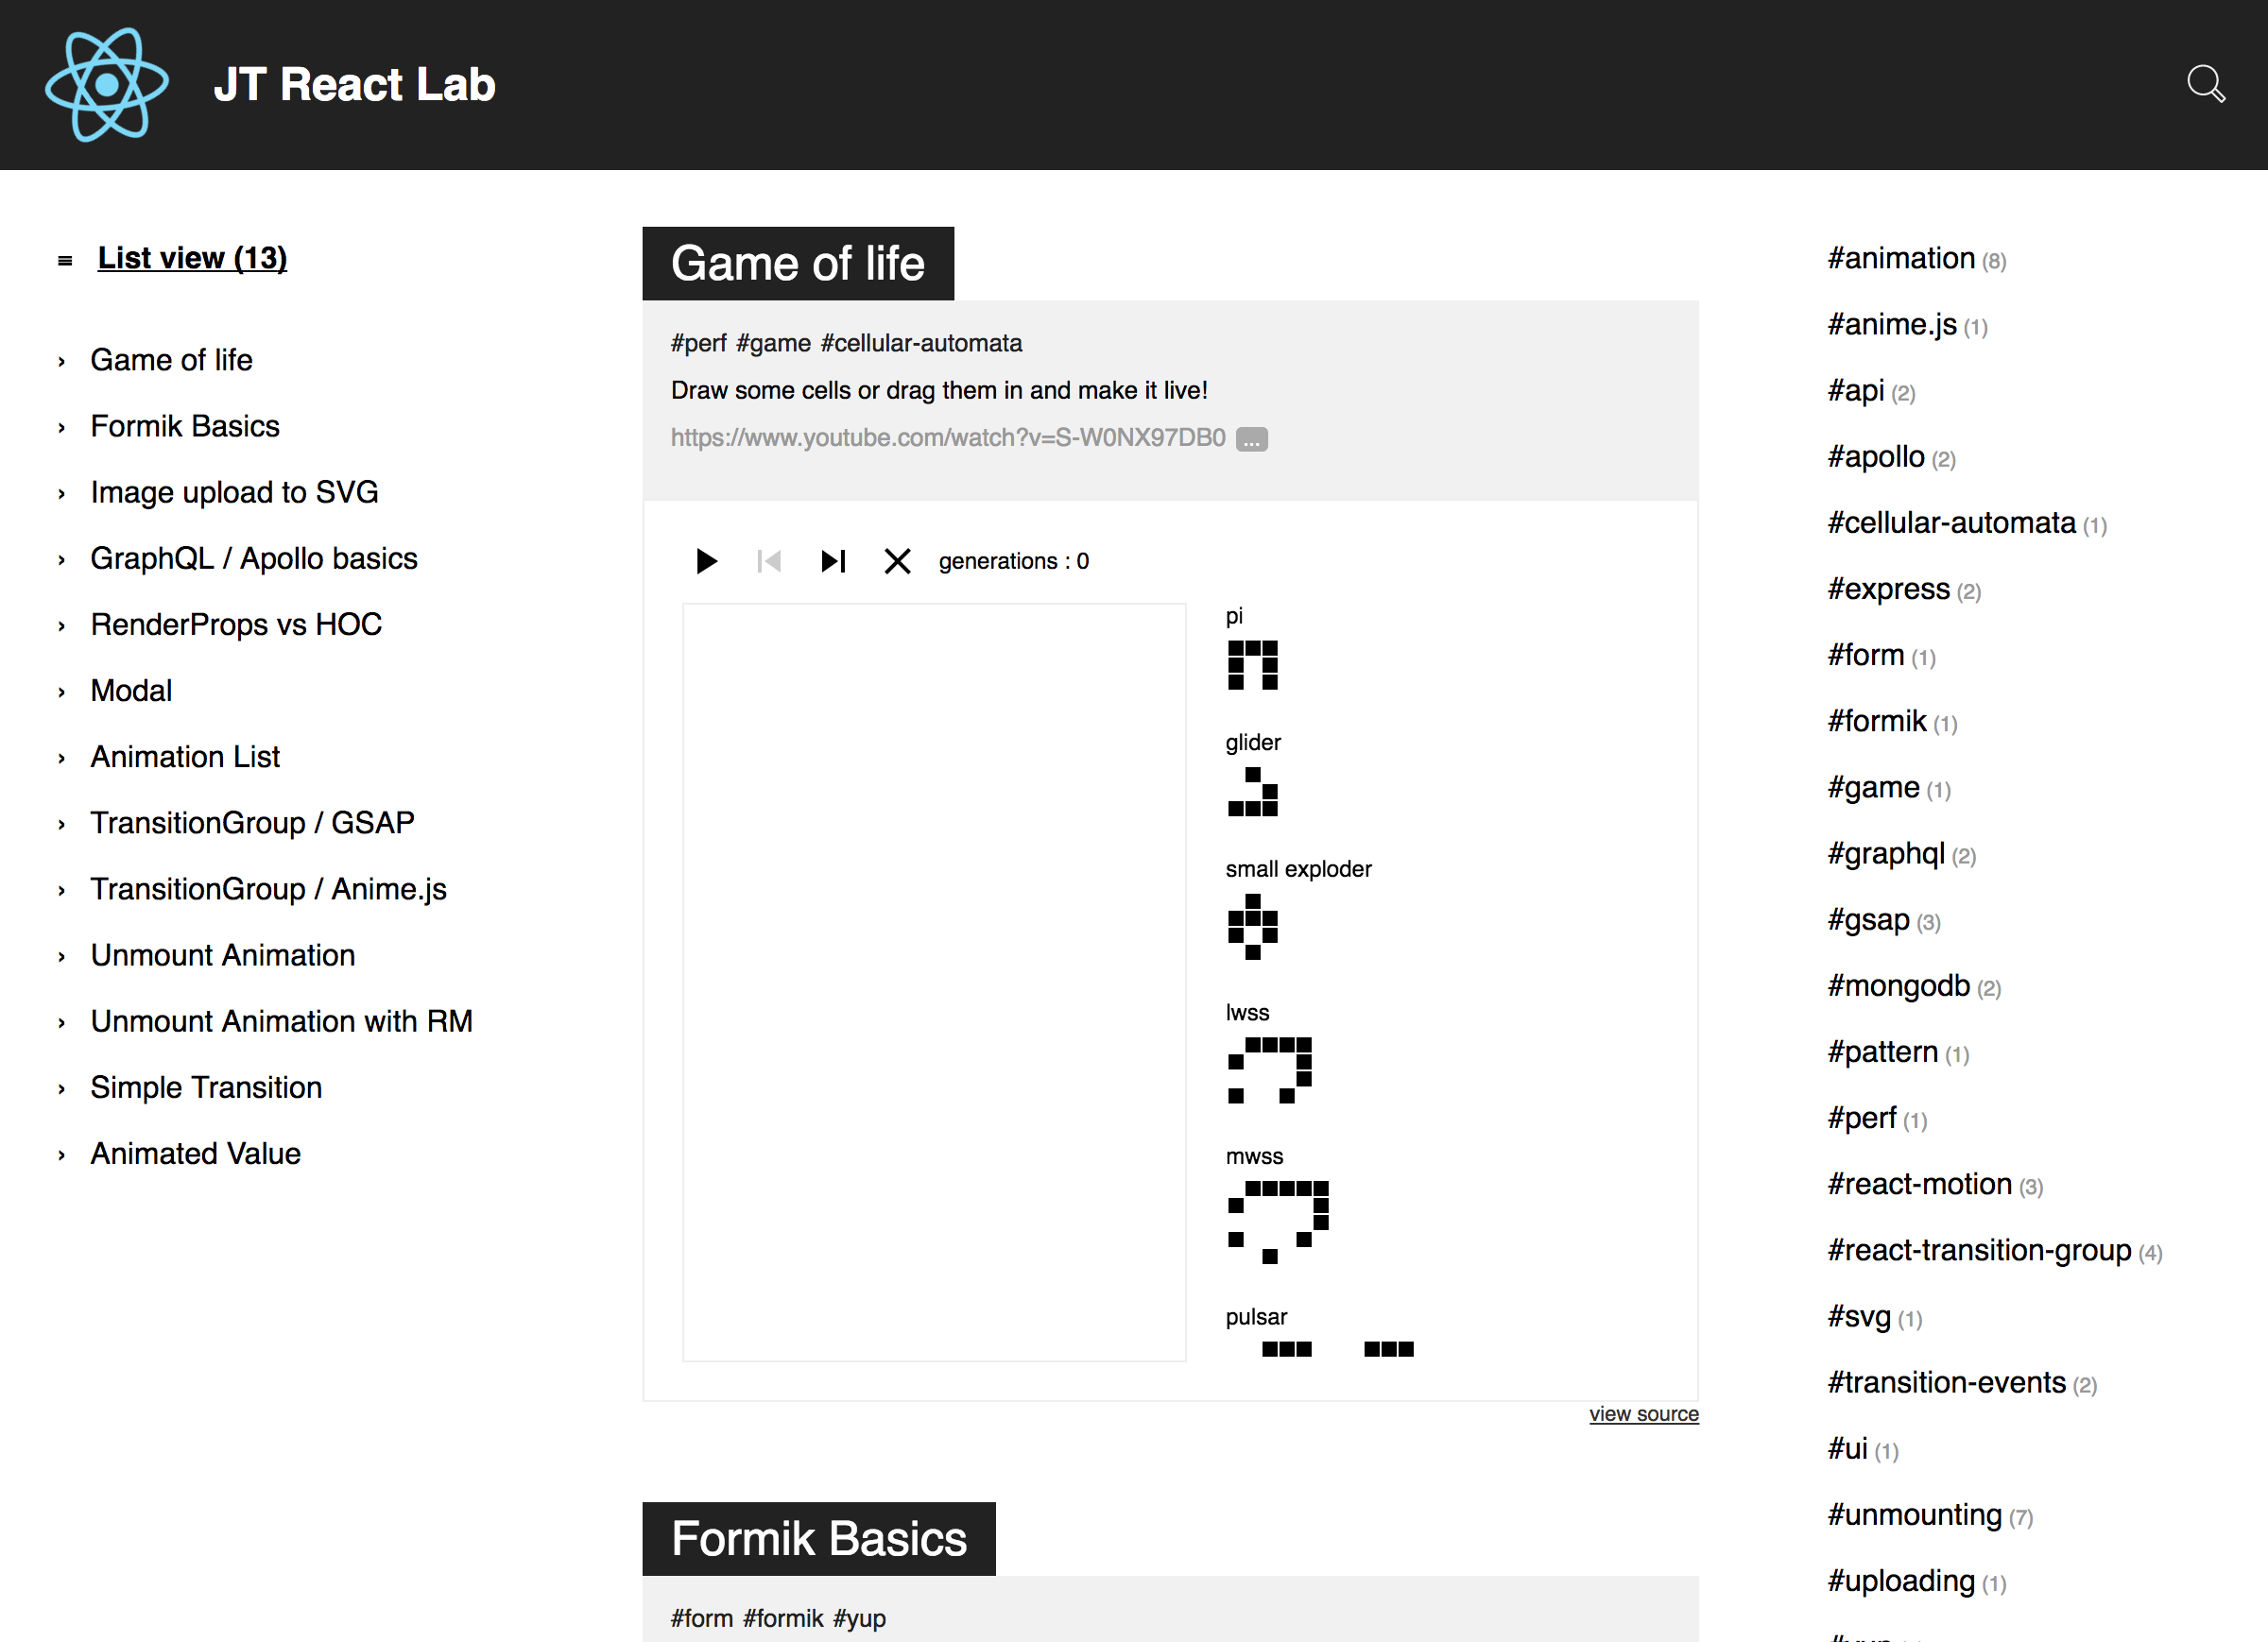 JT React Lab
List view (13)
Game of life
Formik Basics
Image upload to SVG
GraphQL / Apollo basics
RenderProps vs HOC
Modal
Animation List
TransitionGroup / GSAP
TransitionGroup / Anime.js
Unmount Animation
Unmount Animation with RM
Simple Transition
Animated Value
Game of life
#perf #game #cellular-automata
Draw some cells or drag them in and make it live!
https://www.youtube.com/watch?v=S-W0NX97DB0 ...
generations : 0
pi
glider
small exploder
lwss
mwss
pulsar
view source
Formik Basics
#form #formik #yup
#animation (8)
#anime.js (1)
#api (2)
#apollo (2)
#cellular-automata (1)
#express (2)
#form (1)
#formik (1)
#game (1)
#graphql (2)
#gsap (3)
#mongodb (2)
#pattern (1)
#perf (1)
#react-motion (3)
#react-transition-group (4)
#svg (1)
#transition-events (2)
#ui (1)
#unmounting (7)
#uploading (1)